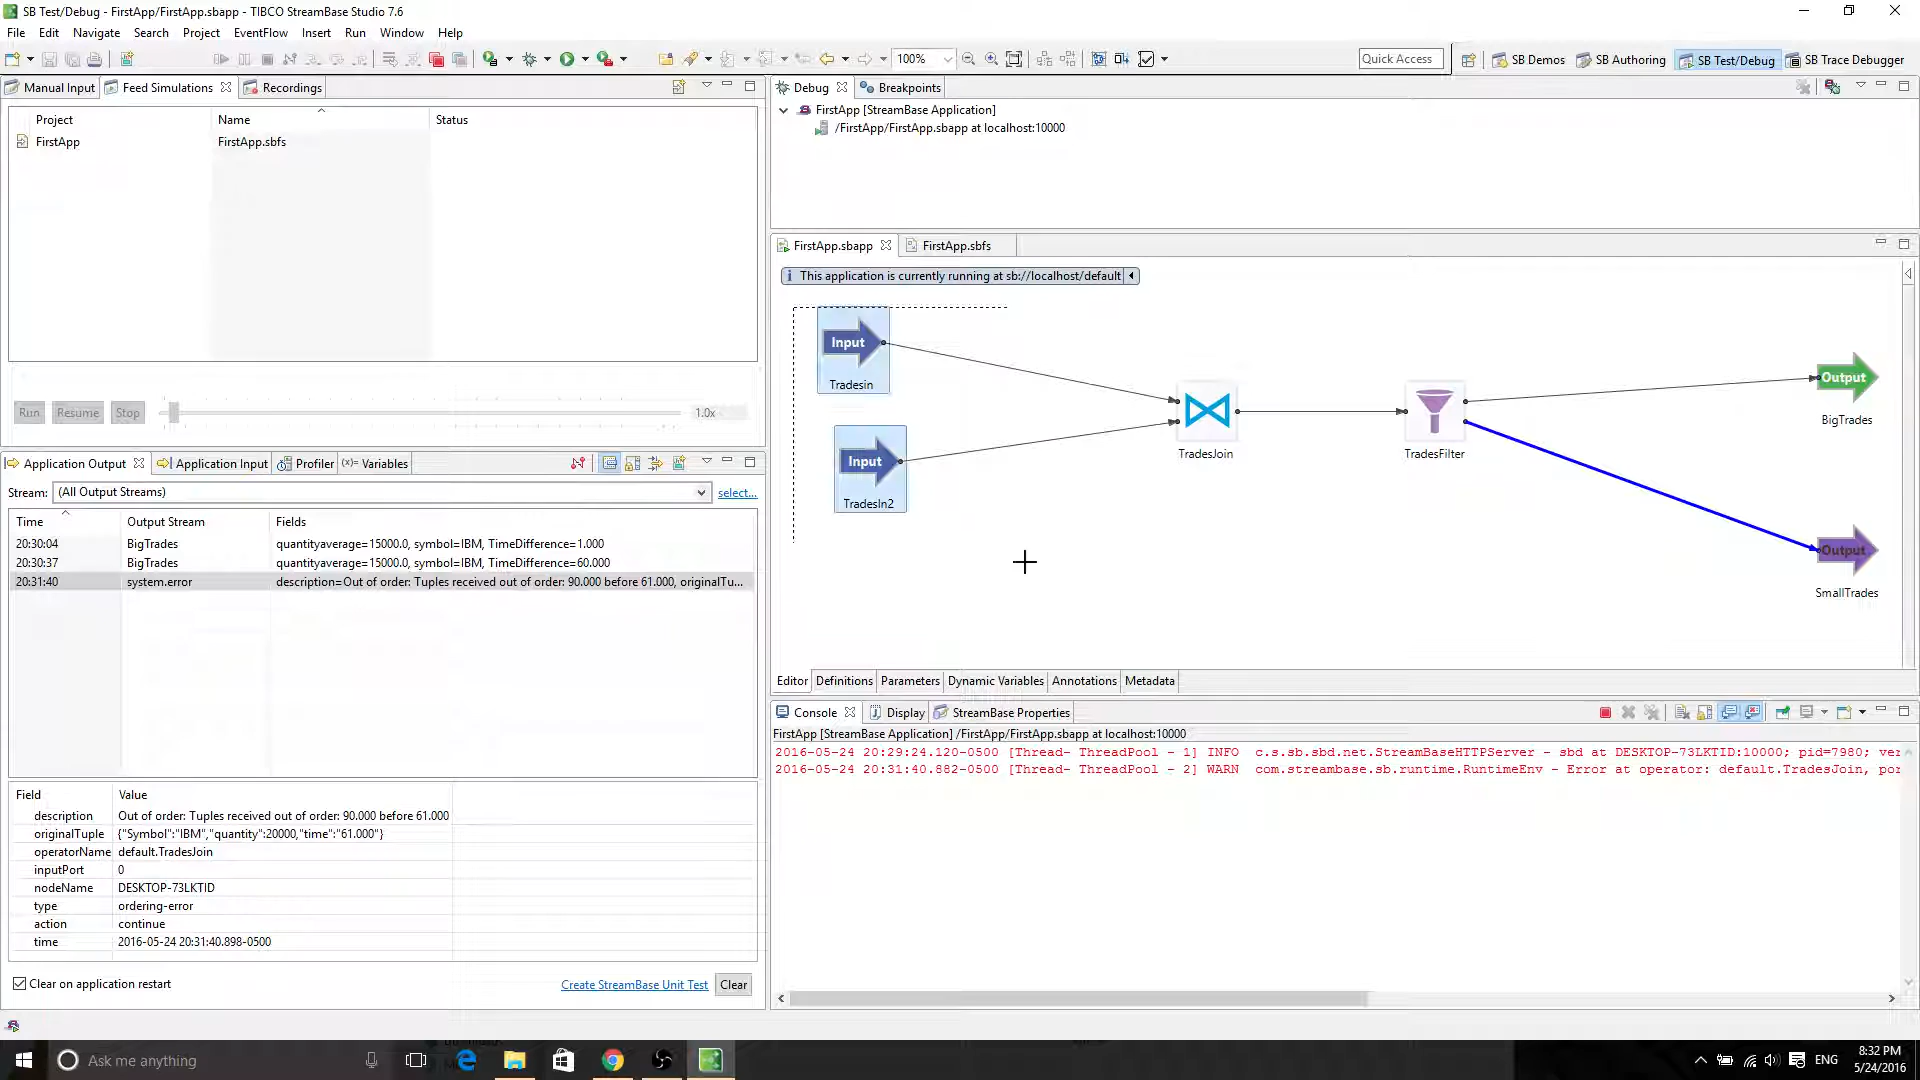 SB Test/Debug - FirstApp/FirstApp.sbapp - TIBCO StreamBase Studio 7.6
File Edit Navigate Search Project EventFlow Insert Run Window Help
100%
Quick Access
SB Demos
SB Authoring
SB Test/Debug
SB Trace Debugger
Manual Input
Feed Simulations
Recordings
Project Name Status
FirstApp FirstApp.sbfs
Run Resume Stop 1.0x
Debug
Breakpoints
FirstApp [StreamBase Application]
/FirstApp/FirstApp.sbapp at localhost:10000
FirstApp.sbapp
FirstApp.sbfs
This application is currently running at sb://localhost/default
Input
Tradesin
Input
TradesIn2
TradesJoin
TradesFilter
Output
BigTrades
Output
SmallTrades
Editor Definitions Parameters Dynamic Variables Annotations Metadata
Application Output
Application Input
Profiler
(x)= Variables
Stream: (All Output Streams) select...
Time Output Stream Fields
20:30:04 BigTrades quantityaverage=15000.0, symbol=IBM, TimeDifference=1.000
20:30:37 BigTrades quantityaverage=15000.0, symbol=IBM, TimeDifference=60.000
20:31:40 system.error description=Out of order: Tuples received out of order: 90.000 before 61.000, originalTu...
Field Value
description Out of order: Tuples received out of order: 90.000 before 61.000
originalTuple {"Symbol":"IBM","quantity":20000,"time":"61.000"}
operatorName default.TradesJoin
inputPort 0
nodeName DESKTOP-73LKTID
type ordering-error
action continue
time 2016-05-24 20:31:40.898-0500
Clear on application restart
Create StreamBase Unit Test
Clear
Console
Display
StreamBase Properties
FirstApp [StreamBase Application] /FirstApp/FirstApp.sbapp at localhost:10000
2016-05-24 20:29:24.120-0500 [Thread- ThreadPool - 1] INFO c.s.sb.sbd.net.StreamBaseHTTPServer - sbd at DESKTOP-73LKTID:10000; pid=7980; ver
2016-05-24 20:31:40.882-0500 [Thread- ThreadPool - 2] WARN com.streambase.sb.runtime.RuntimeEnv - Error at operator: default.TradesJoin, por
Ask me anything
ENG
8:32 PM
5/24/2016